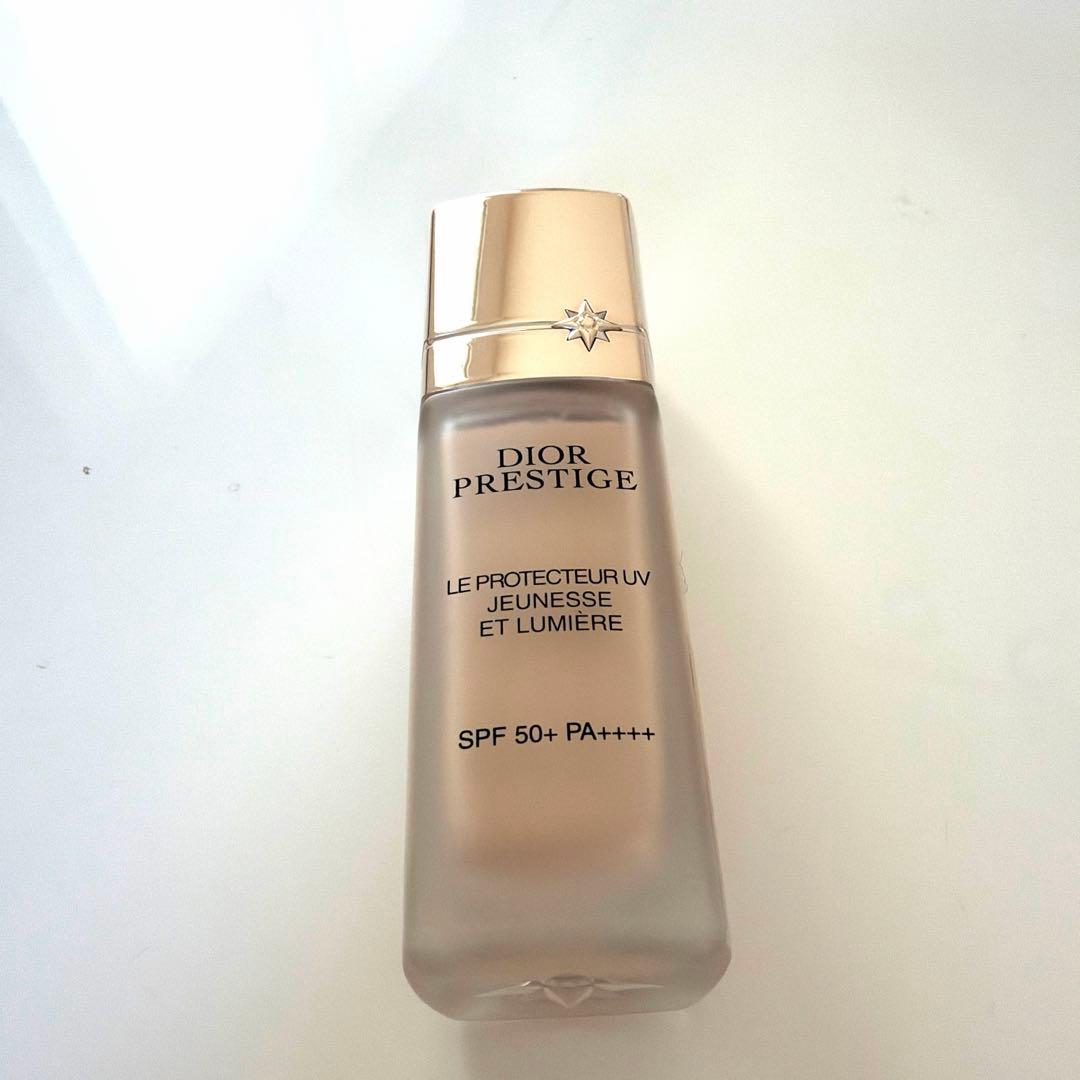 DIOR
PRESTIGE
LE PROTECTEUR UV
JEUNESSE
ET LUMIÈRE
SPF 50+ PA++++